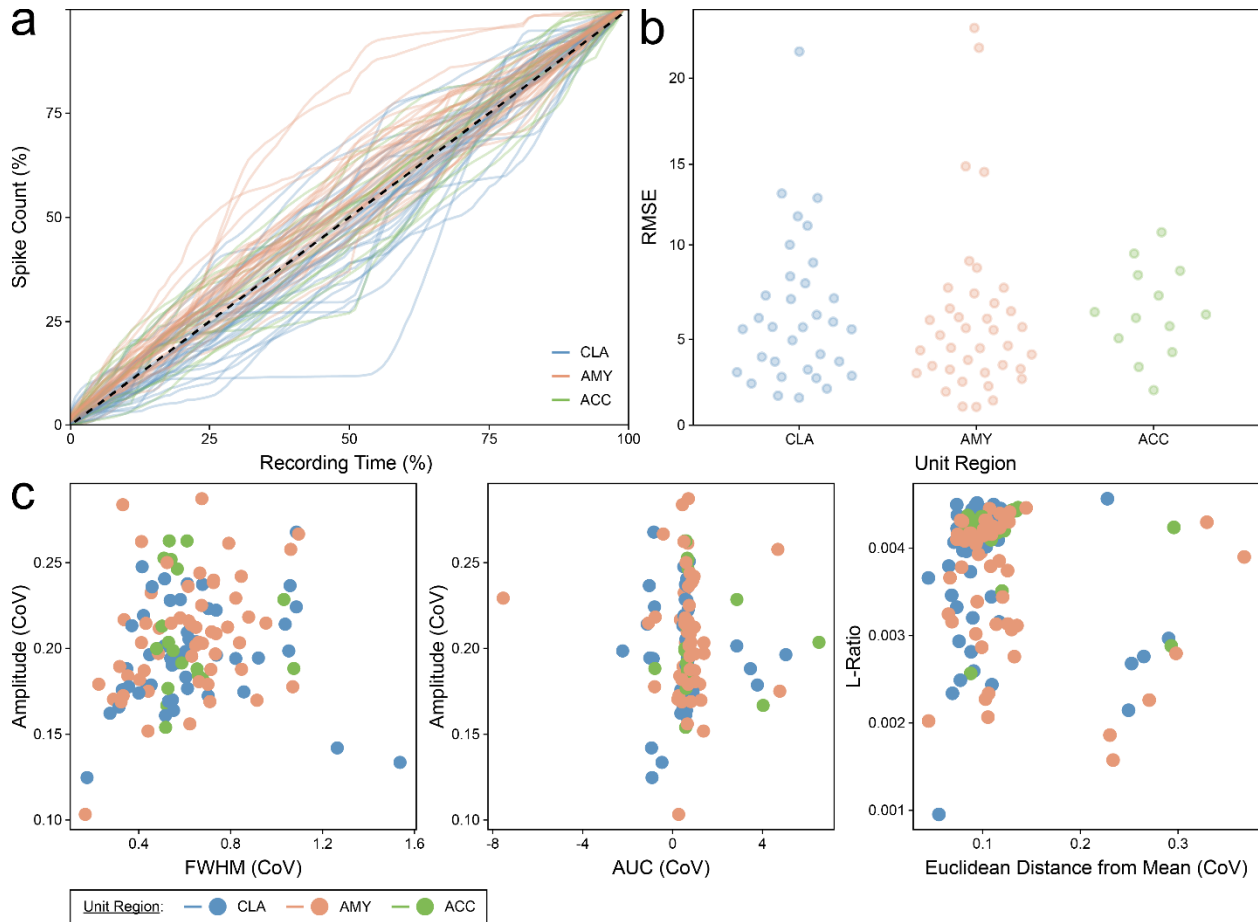 a
Spike Count (%)
75
50
25
0
0
25
50
75
100
Recording Time (%)
CLA
AMY
ACC
b
RMSE
20
15
10
5
0
CLA
AMY
ACC
Unit Region
c
Amplitude (CoV)
0.25
0.20
0.15
0.10
0.4
0.8
1.2
1.6
FWHM (CoV)
Amplitude (CoV)
0.25
0.20
0.15
0.10
-4
0
4
AUC (CoV)
L-Ratio
0.004
0.003
0.002
0.001
0.1
0.2
0.3
Euclidean Distance from Mean (CoV)
Unit Region: CLA AMY ACC